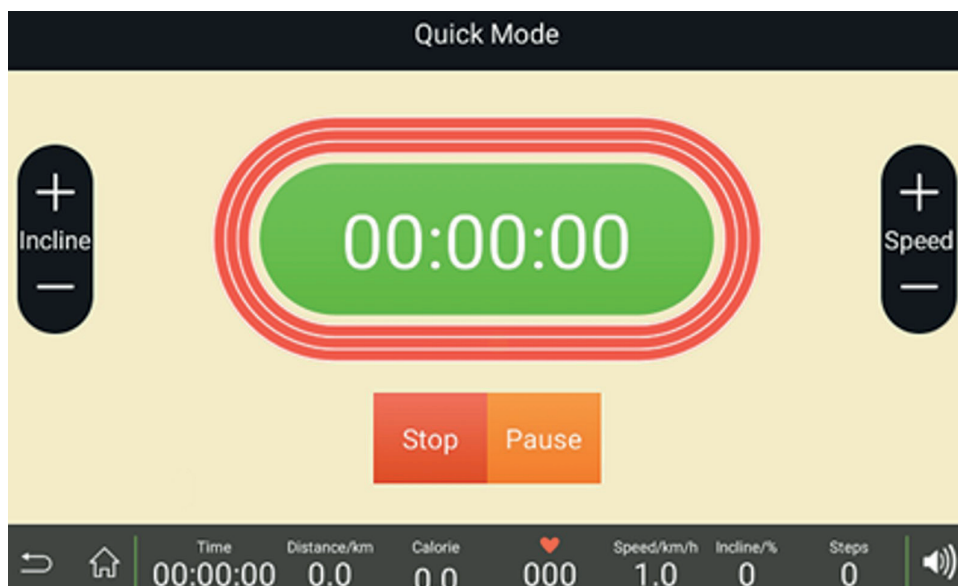 Quick Mode
+
Incline
−
00:00:00
+
Speed
−
Stop Pause
Time Distance/km Calorie Speed/km/h Incline/% Steps
00:00:00 0.0 0.0 000 1.0 0 0